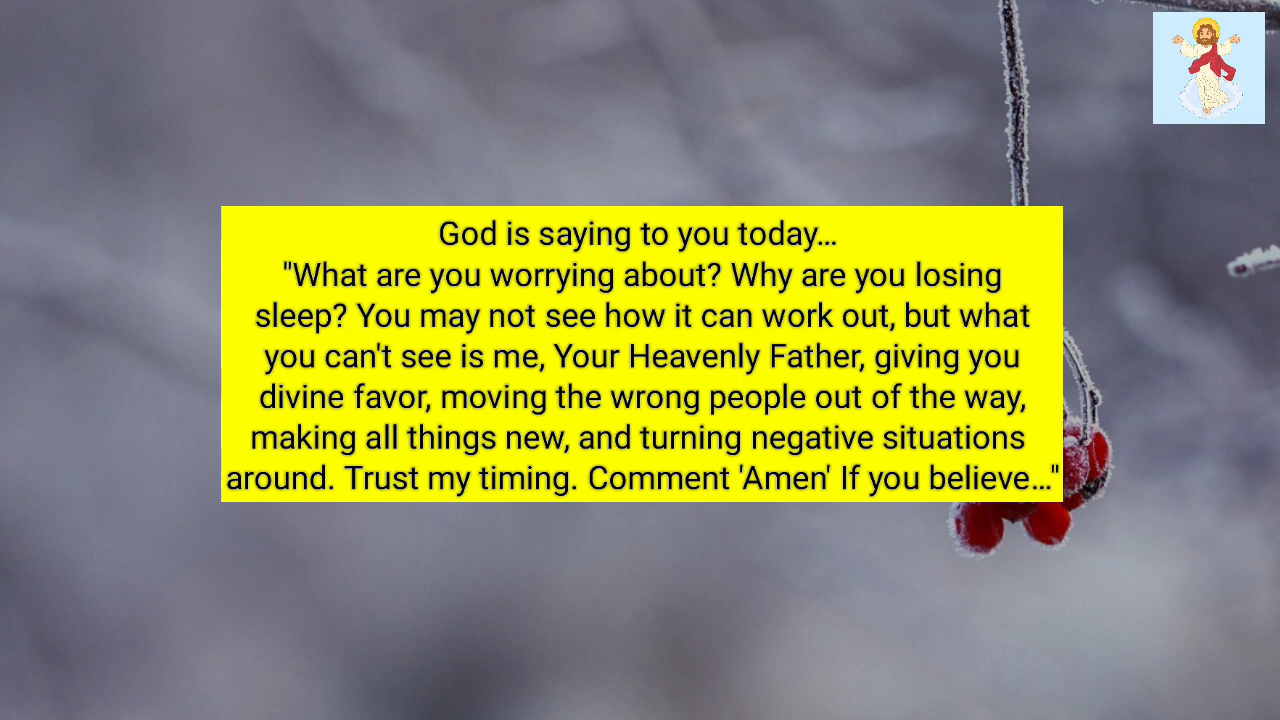 God is saying to you today…
"What are you worrying about? Why are you losing
sleep? You may not see how it can work out, but what
you can't see is me, Your Heavenly Father, giving you
divine favor, moving the wrong people out of the way,
making all things new, and turning negative situations
around. Trust my timing. Comment 'Amen' If you believe…"